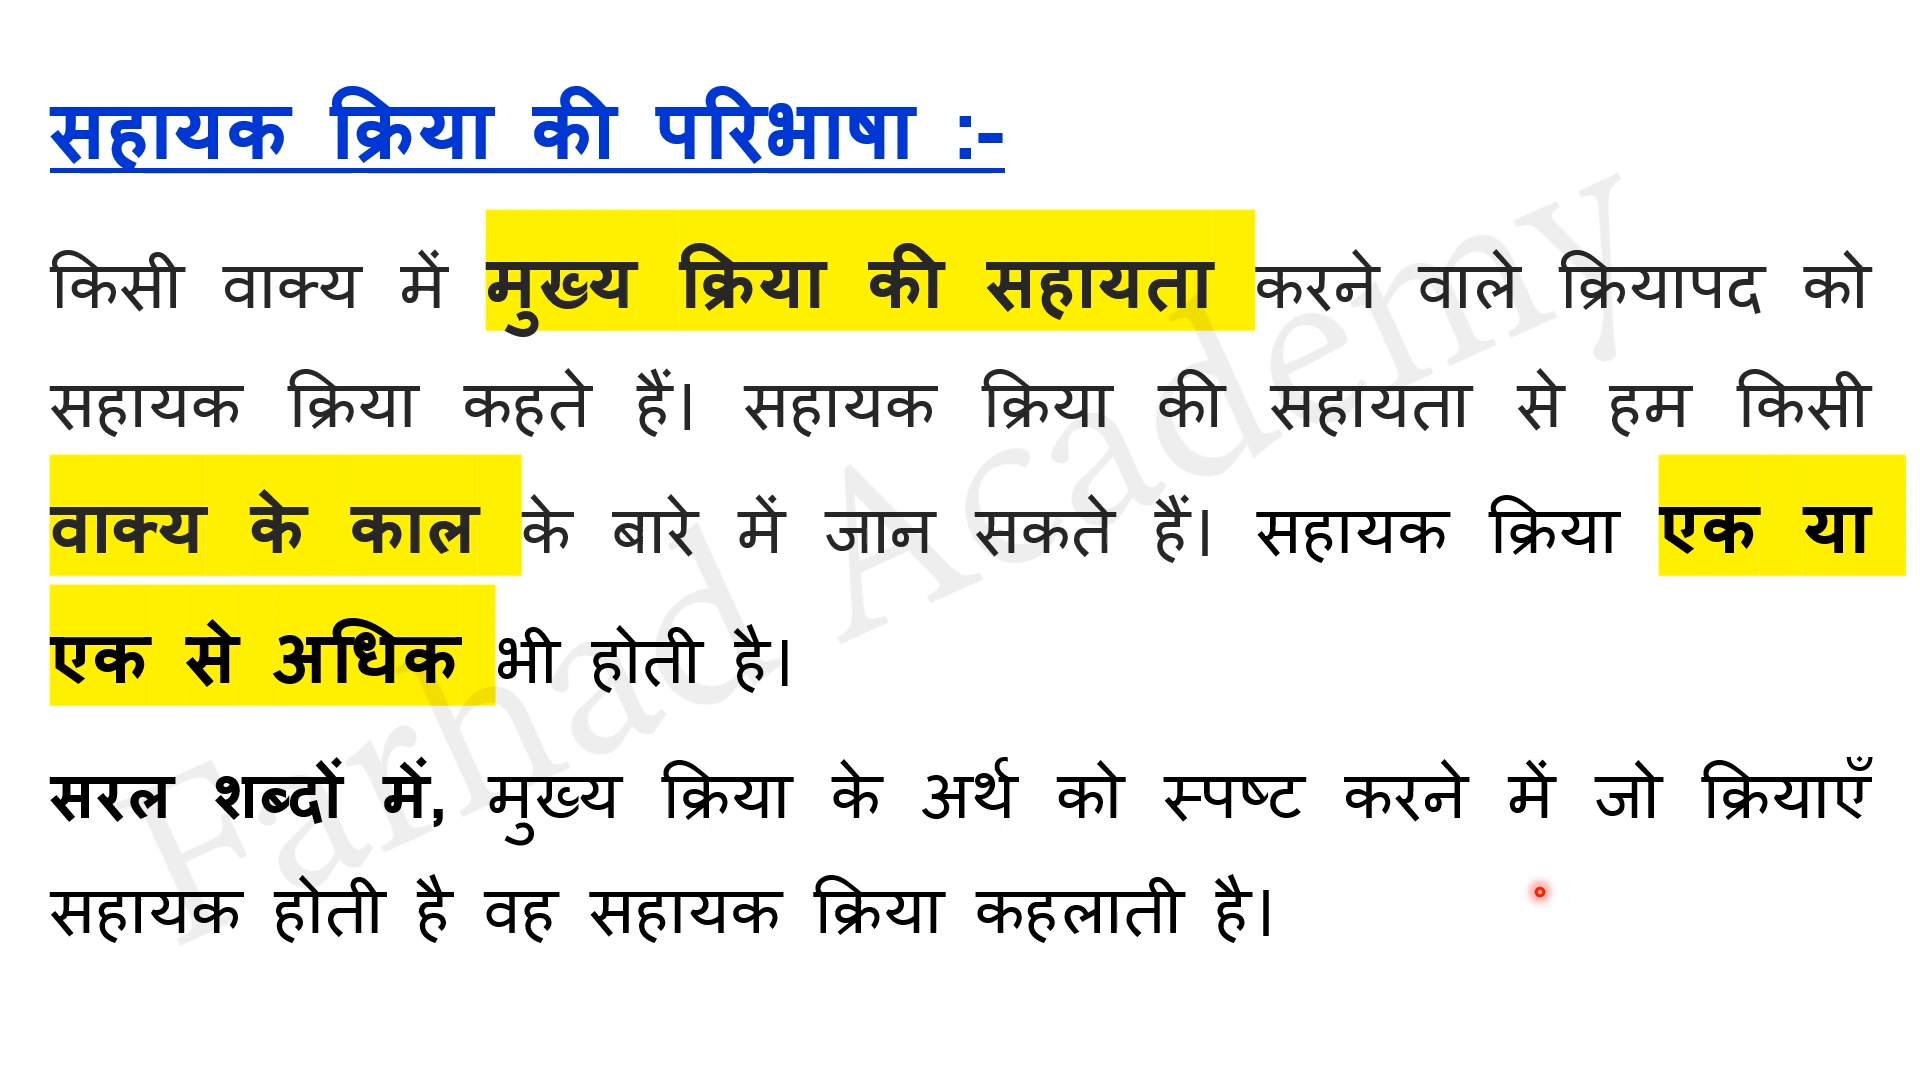 सहायक क्रिया की परिभाषा :-
किसी वाक्य में मुख्य क्रिया की सहायता करने वाले क्रियापद को
सहायक क्रिया कहते हैं। सहायक क्रिया की सहायता से हम किसी
वाक्य के काल के बारे में जान सकते हैं। सहायक क्रिया एक या
एक से अधिक भी होती है।
सरल शब्दों में, मुख्य क्रिया के अर्थ को स्पष्ट करने में जो क्रियाएँ
सहायक होती है वह सहायक क्रिया कहलाती है।
Farhad Academy